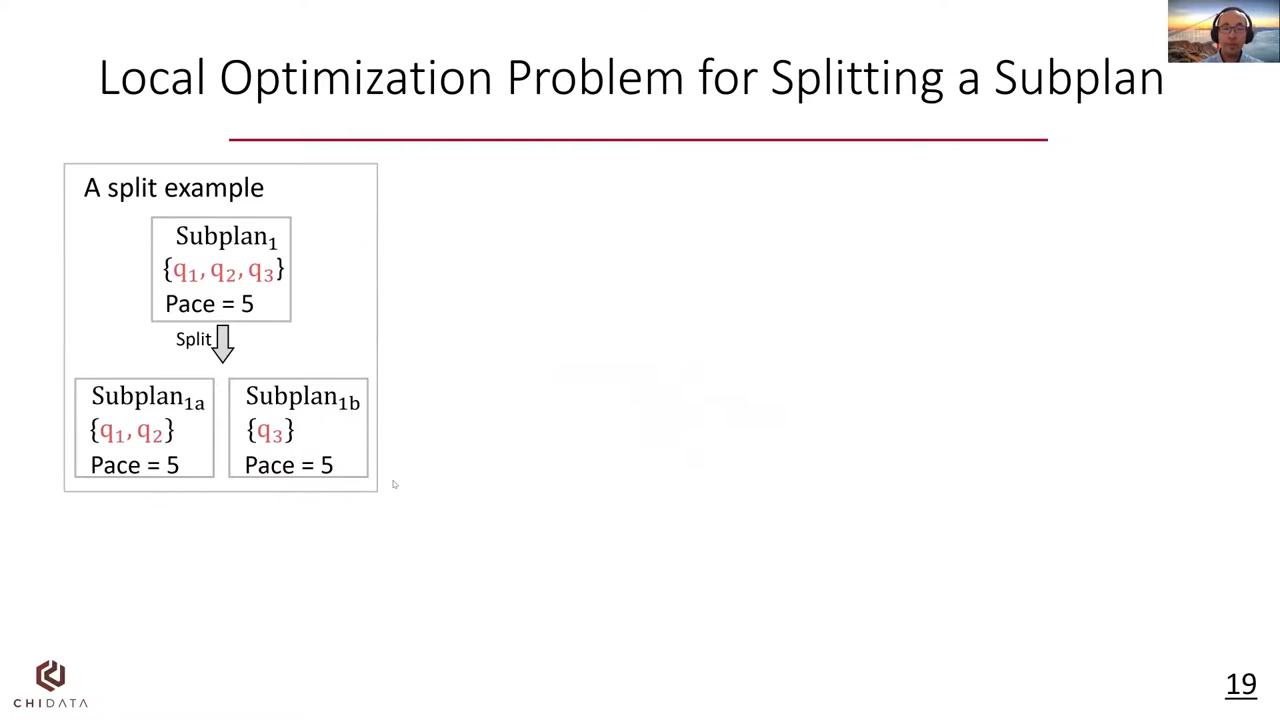 Local Optimization Problem for Splitting a Subplan
A split example
Subplan₁
{q₁, q₂, q₃}
Pace = 5
Split
Subplan₁ₐ
{q₁, q₂}
Pace = 5
Subplan₁b
{q₃}
Pace = 5
CHIDATA
19